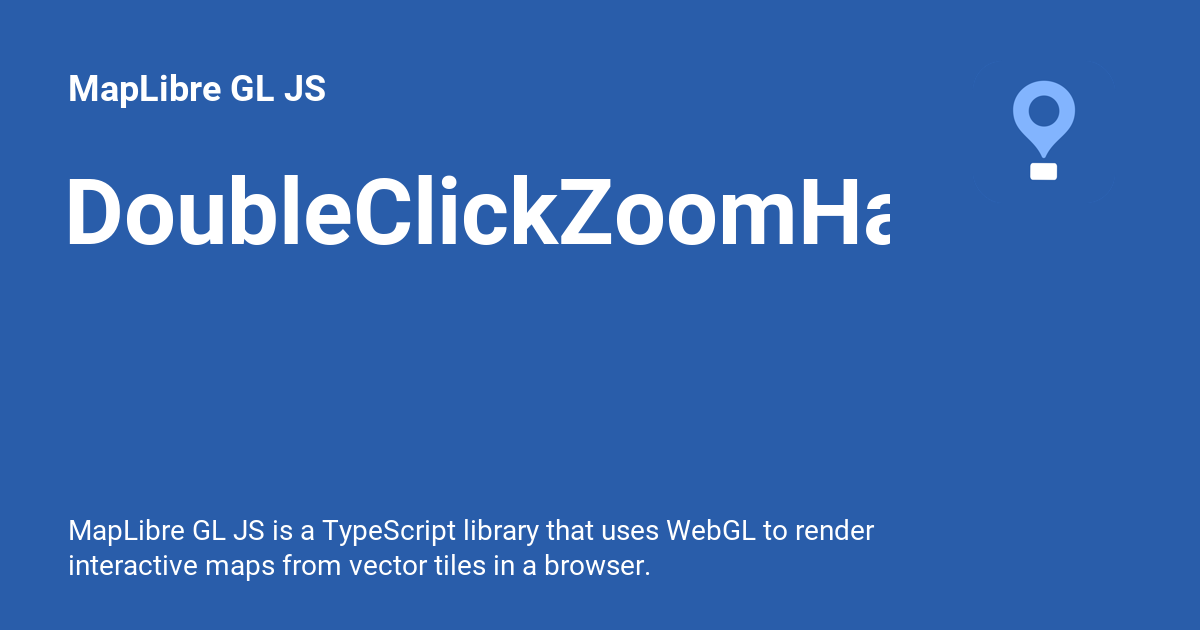 MapLibre GL JS
DoubleClickZoomHa
MapLibre GL JS is a TypeScript library that uses WebGL to render
interactive maps from vector tiles in a browser.